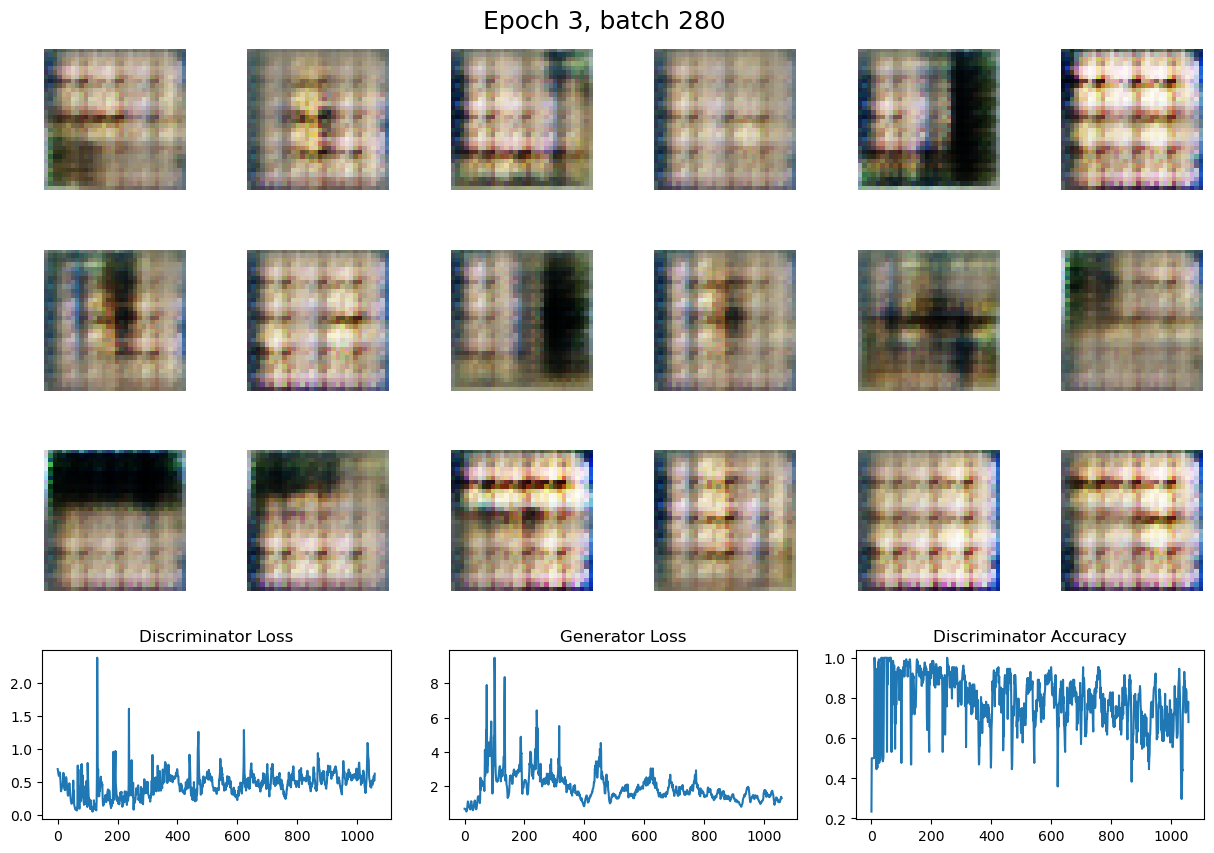 Epoch 3, batch 280
Discriminator Loss
Generator Loss
Discriminator Accuracy
2.0
1.5
1.0
0.5
0.0
0 200 400 600 800 1000
8
6
4
2
0 200 400 600 800 1000
1.0
0.8
0.6
0.4
0.2
0 200 400 600 800 1000